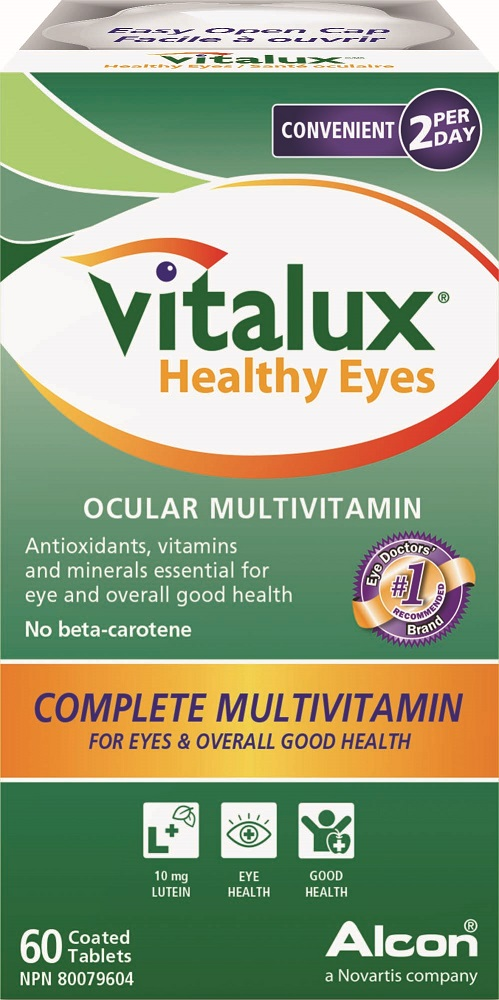 Easy Open Cap
Facile à ouvrir
Vitalux
Healthy Eyes / Santé oculaire
CONVENIENT 2 PER DAY
Vitalux®
Healthy Eyes
OCULAR MULTIVITAMIN
Antioxidants, vitamins
and minerals essential for
eye and overall good health
No beta-carotene
Eye Doctors'
#1
RECOMMENDED
Brand
COMPLETE MULTIVITAMIN
FOR EYES & OVERALL GOOD HEALTH
L+
10 mg
LUTEIN
EYE
HEALTH
GOOD
HEALTH
60 Coated
Tablets
NPN 80079604
Alcon®
a Novartis company